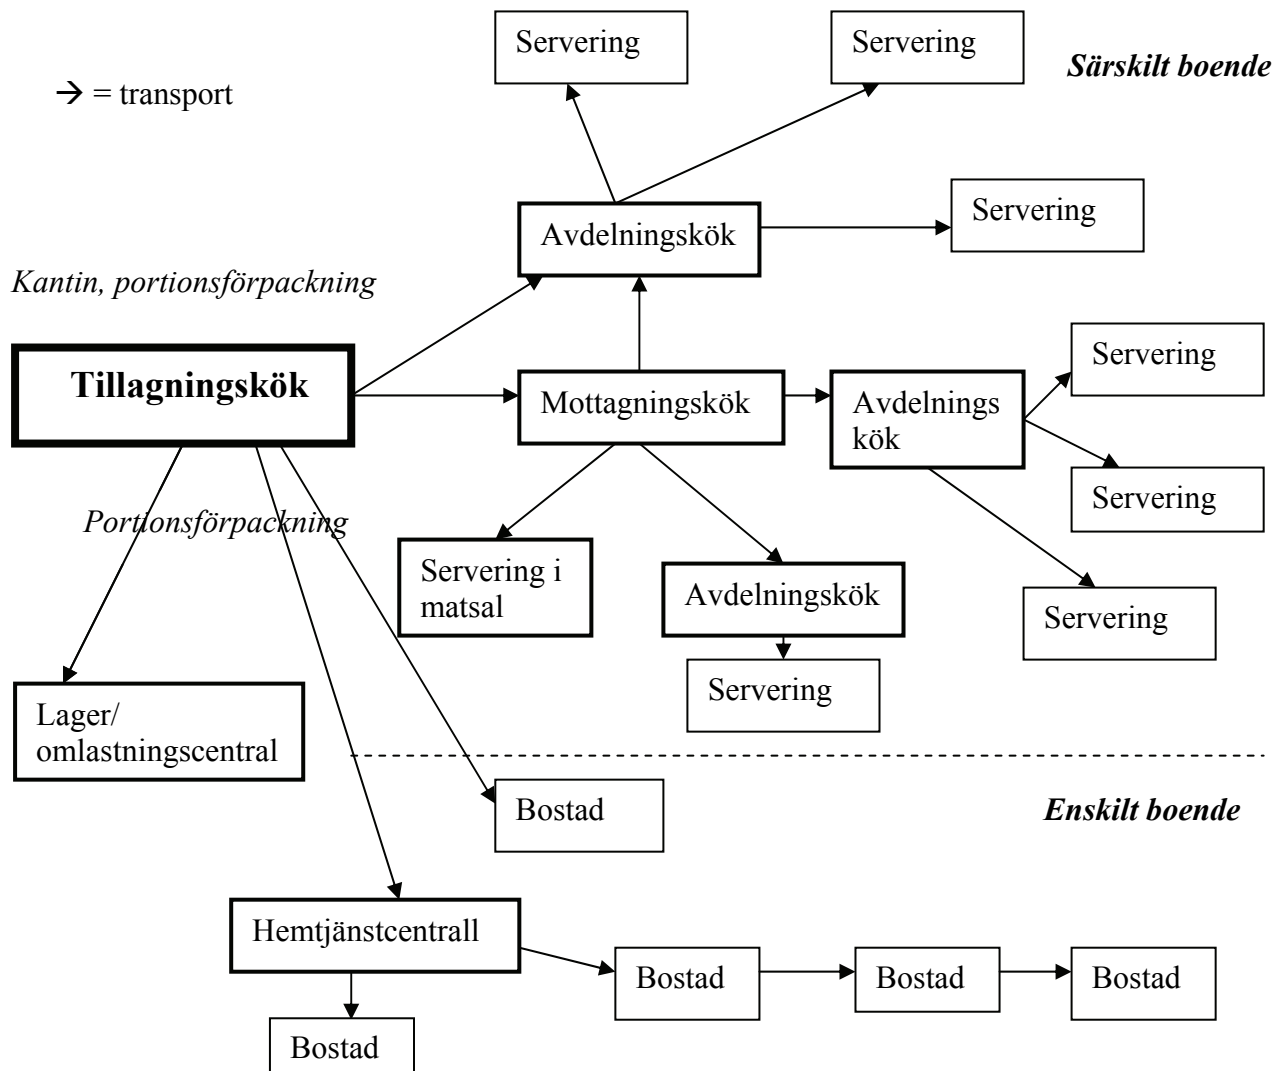 Servering
Servering
Särskilt boende
→ = transport
Servering
Avdelningskök
Kantin, portionsförpackning
Servering
Tillagningskök
Mottagningskök
Avdelnings
kök
Servering
Portionsförpackning
Servering i
matsal
Avdelningskök
Servering
Servering
Lager/
omlastningscentral
Bostad
Enskilt boende
Hemtjänstcentrall
Bostad
Bostad
Bostad
Bostad